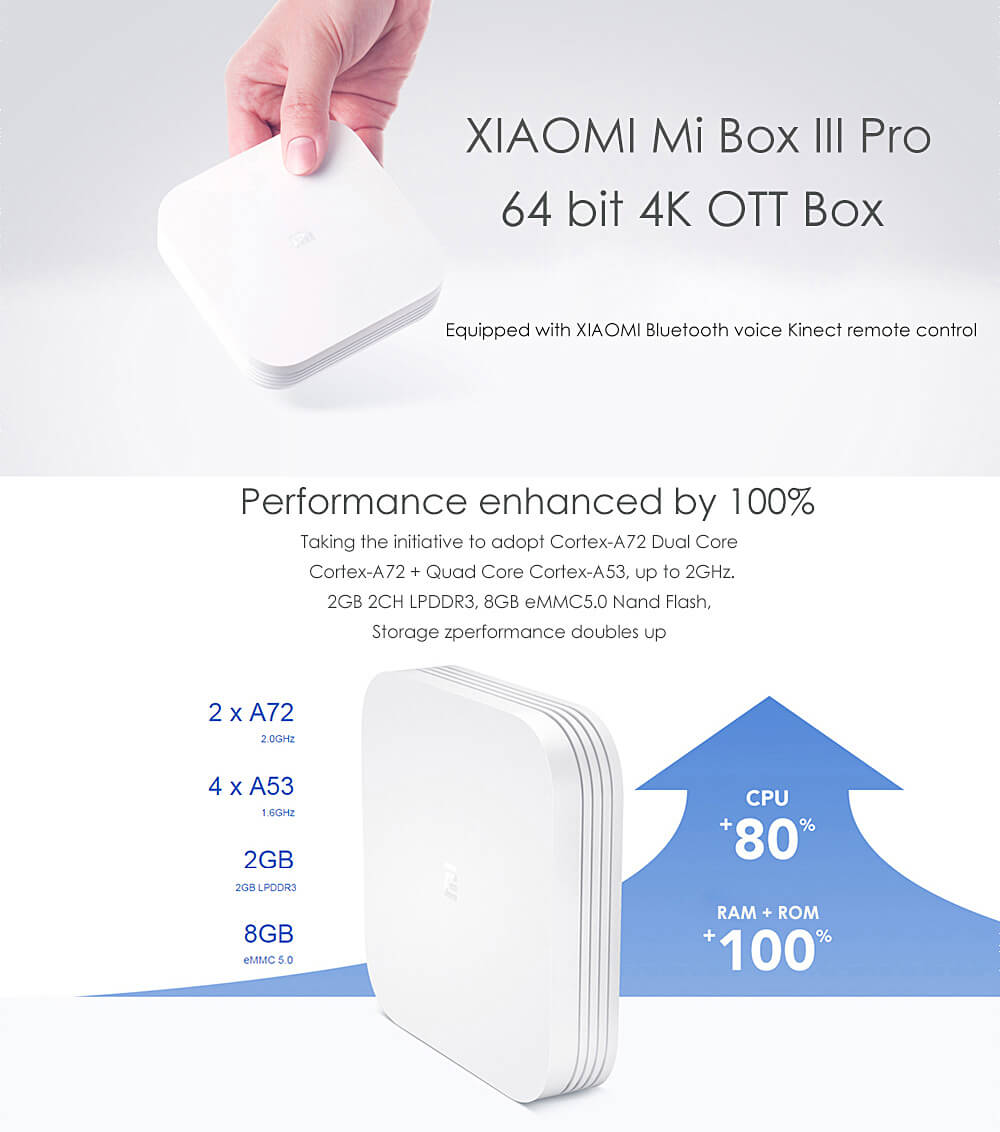 XIAOMI Mi Box III Pro
64 bit 4K OTT Box
Equipped with XIAOMI Bluetooth voice Kinect remote control
Performance enhanced by 100%
Taking the initiative to adopt Cortex-A72 Dual Core
Cortex-A72 + Quad Core Cortex-A53, up to 2GHz.
2GB 2CH LPDDR3, 8GB eMMC5.0 Nand Flash,
Storage zperformance doubles up
2 x A72
2.0GHz
4 x A53
1.6GHz
2GB
2GB LPDDR3
8GB
eMMC 5.0
CPU
+80%
RAM + ROM
+100%